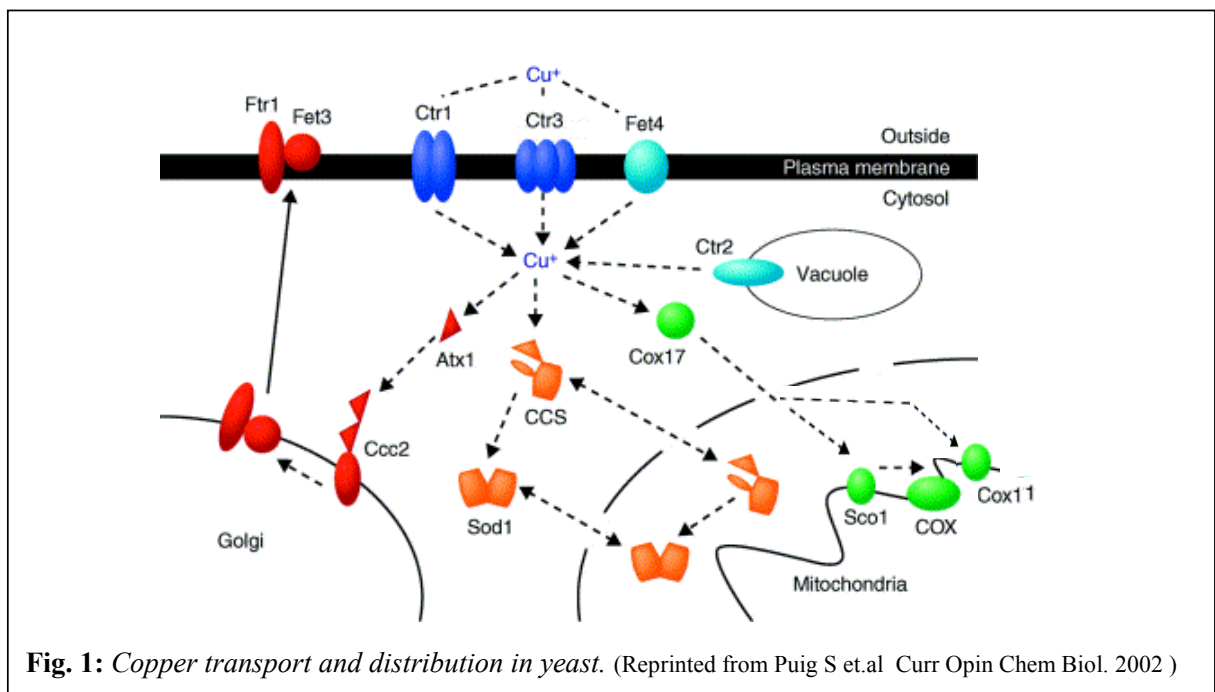 Cu⁺
Ftr1
Fet3
Ctr1
Ctr3
Fet4
Outside
Plasma membrane
Cytosol
Ctr2
Cu⁺
Vacuole
Atx1
Cox17
CCS
Ccc2
Sod1
Sco1
COX
Cox11
Golgi
Mitochondria
Fig. 1: Copper transport and distribution in yeast. (Reprinted from Puig S et.al Curr Opin Chem Biol. 2002 )